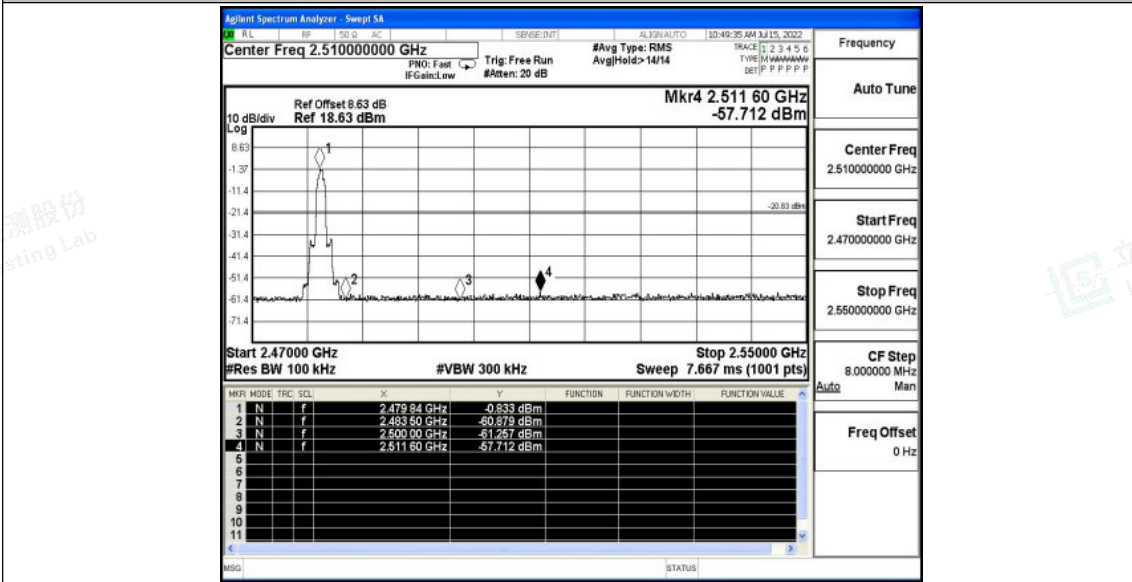 Agilent Spectrum Analyzer - Swept SA
RL RF 50 Ω AC SENSE:INT ALIGNAUTO 10:49:35 AM Jul 15, 2022
Center Freq 2.510000000 GHz #Avg Type: RMS TRACE 1 2 3 4 5 6
PNO: Fast Trig: Free Run Avg|Hold:>14/14 TYPE
IFGain:Low #Atten: 20 dB DET P P P P P P
Mkr4 2.511 60 GHz
Ref Offset 8.63 dB
10 dB/div Ref 18.63 dBm -57.712 dBm
Log
8.63
1
-1.37
-11.4
-20.83 dBm
-21.4
-31.4
-41.4
-51.4
2
3
4
-61.4
-71.4
Start 2.47000 GHz Stop 2.55000 GHz
#Res BW 100 kHz #VBW 300 kHz Sweep 7.667 ms (1001 pts)
MKR MODE TRC SCL X Y FUNCTION FUNCTION WIDTH FUNCTION VALUE
1 N f 2.479 84 GHz -0.833 dBm
2 N f 2.483 50 GHz -60.879 dBm
3 N f 2.500 00 GHz -61.257 dBm
4 N f 2.511 60 GHz -57.712 dBm
5
6
7
8
9
10
11
MSG STATUS
Frequency
Auto Tune
Center Freq
2.510000000 GHz
Start Freq
2.470000000 GHz
Stop Freq
2.550000000 GHz
CF Step
8.000000 MHz
Auto Man
Freq Offset
0 Hz
测股份
sting Lab
立